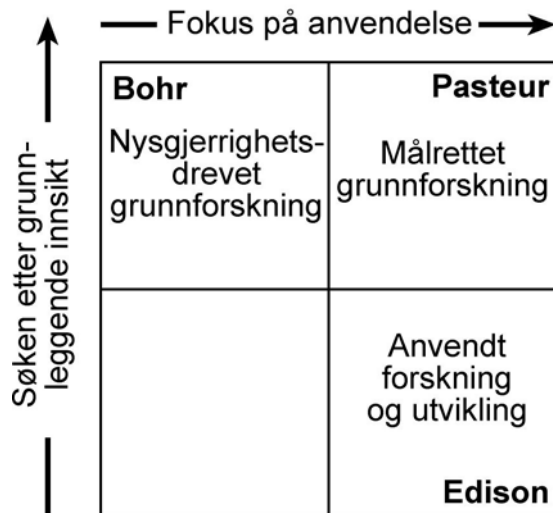 Fokus på anvendelse
Søken etter grunn-
leggende innsikt
Bohr
Nysgjerrighets-
drevet
grunnforskning
Pasteur
Målrettet
grunnforskning
Anvendt
forskning
og utvikling
Edison